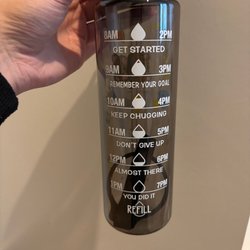 8AM 2PM
GET STARTED
9AM 3PM
REMEMBER YOUR GOAL
10AM 4PM
KEEP CHUGGING
11AM 5PM
DON'T GIVE UP
12PM 6PM
ALMOST THERE
1PM 7PM
YOU DID IT
REFILL